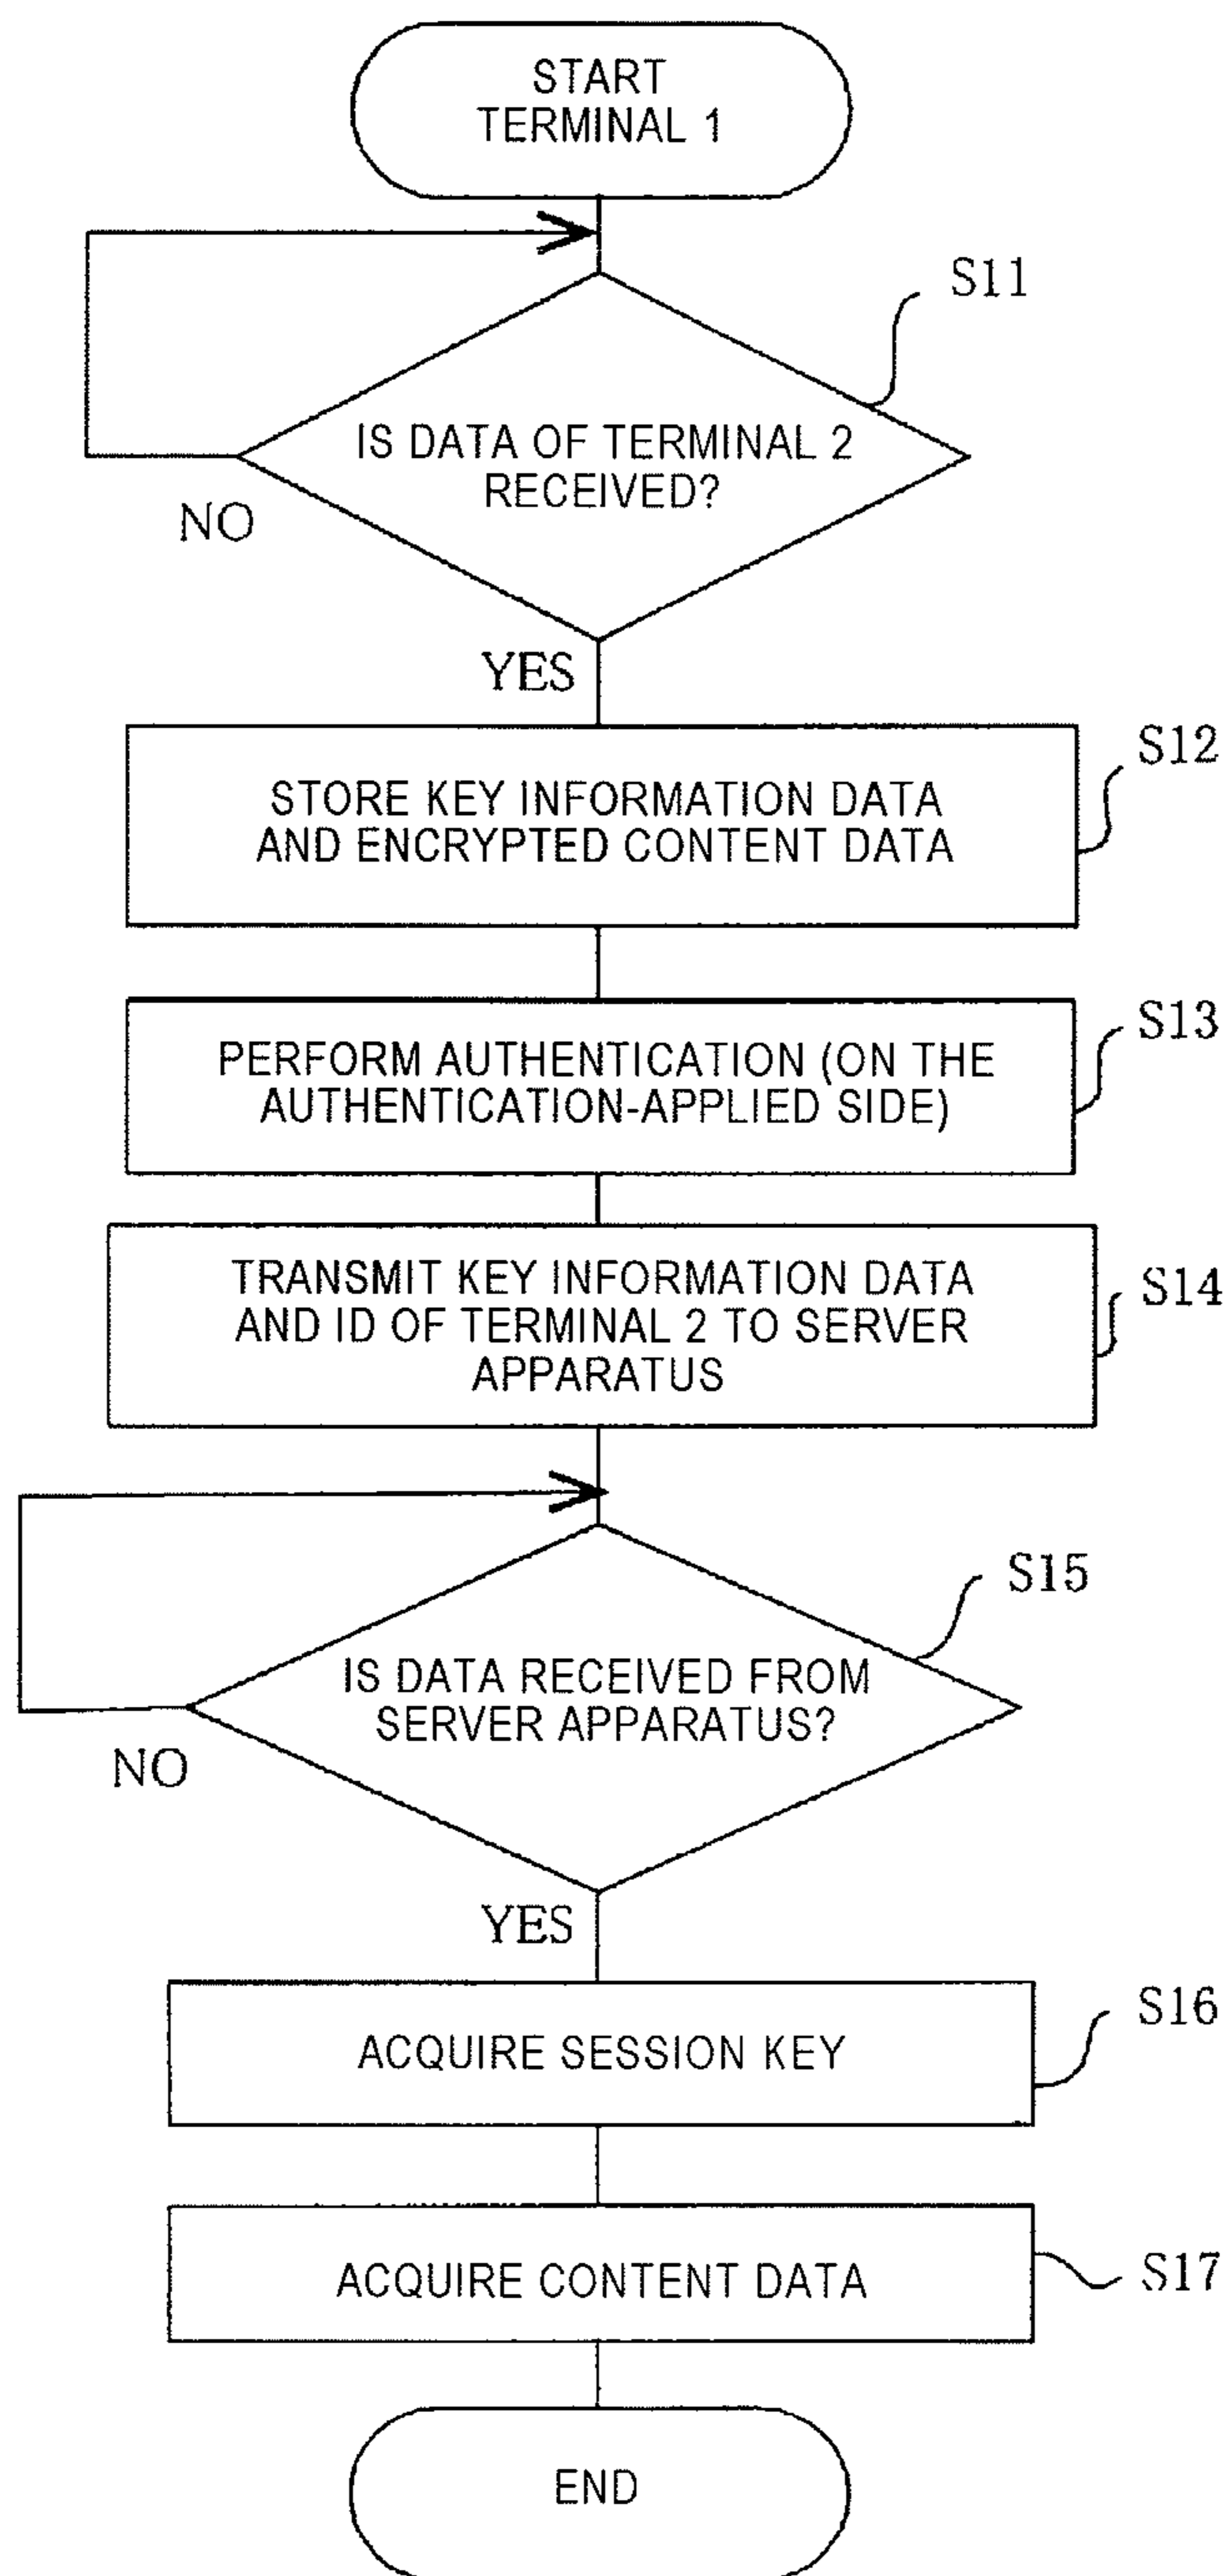 START
TERMINAL 1
S11
IS DATA OF TERMINAL 2
RECEIVED?
NO
YES
S12
STORE KEY INFORMATION DATA
AND ENCRYPTED CONTENT DATA
S13
PERFORM AUTHENTICATION (ON THE
AUTHENTICATION-APPLIED SIDE)
S14
TRANSMIT KEY INFORMATION DATA
AND ID OF TERMINAL 2 TO SERVER
APPARATUS
S15
IS DATA RECEIVED FROM
SERVER APPARATUS?
NO
YES
S16
ACQUIRE SESSION KEY
S17
ACQUIRE CONTENT DATA
END